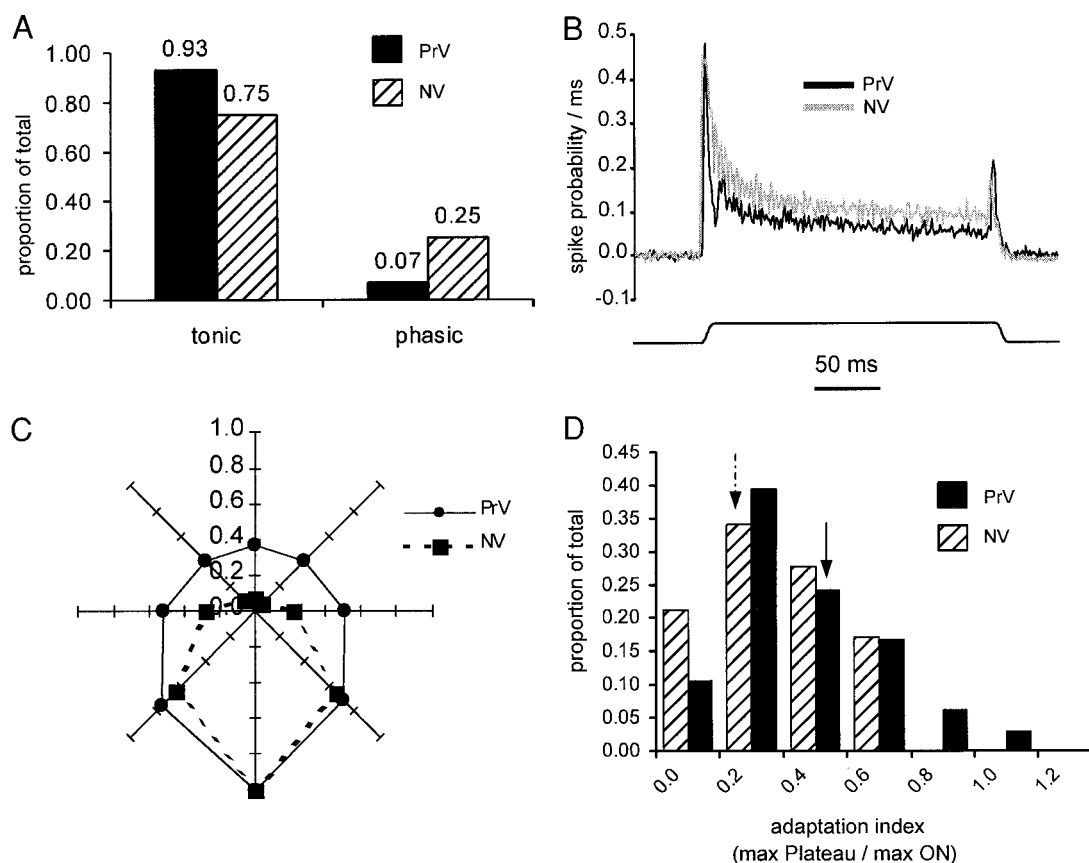 A
proportion of total
1.00
0.80
0.60
0.40
0.20
0.00
0.93
0.75
0.07
0.25
tonic
phasic
PrV
NV
B
spike probability / ms
0.5
0.4
0.3
0.2
0.1
0.0
-0.1
PrV
NV
50 ms
C
1.0
0.8
0.6
0.4
0.2
0.0
PrV
NV
D
proportion of total
0.45
0.40
0.35
0.30
0.25
0.20
0.15
0.10
0.05
0.00
PrV
NV
0.0
0.2
0.4
0.6
0.8
1.0
1.2
adaptation index
(max Plateau / max ON)